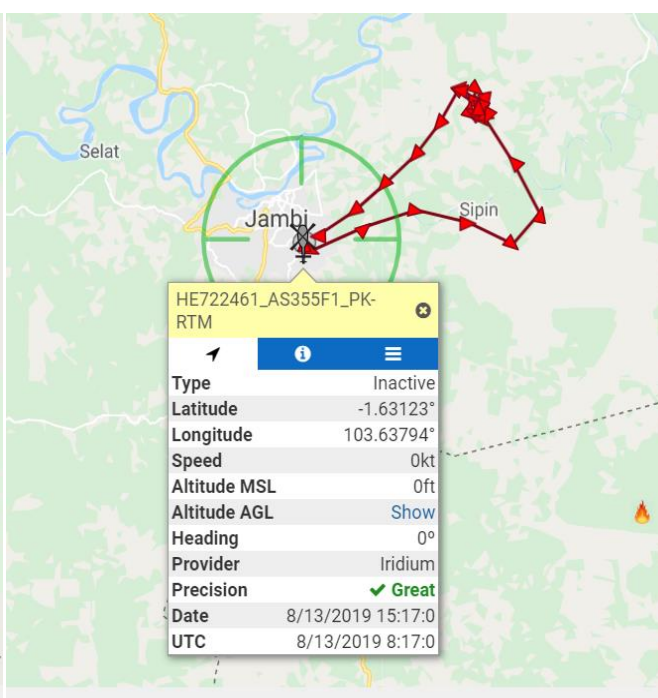 Selat
Jambi
Sipin
HE722461_AS355F1_PK-
RTM
Type Inactive
Latitude -1.63123°
Longitude 103.63794°
Speed 0kt
Altitude MSL 0ft
Altitude AGL Show
Heading 0º
Provider Iridium
Precision ✔ Great
Date 8/13/2019 15:17:0
UTC 8/13/2019 8:17:0